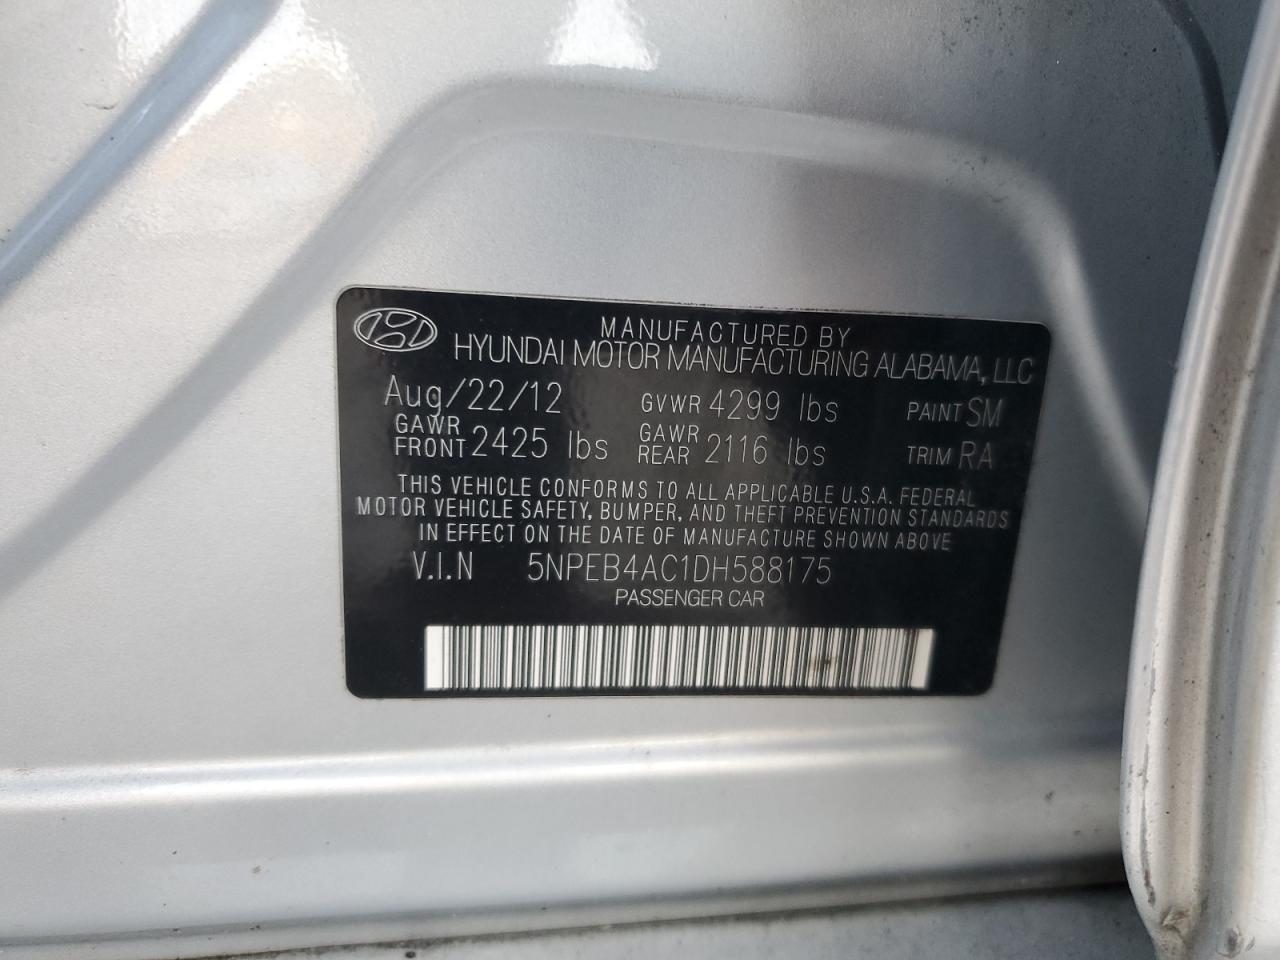 MANUFACTURED BY
HYUNDAI MOTOR MANUFACTURING ALABAMA, LLC
Aug/22/12 GVWR 4299 lbs PAINT SM
GAWR FRONT 2425 lbs GAWR REAR 2116 lbs TRIM RA
THIS VEHICLE CONFORMS TO ALL APPLICABLE U.S.A. FEDERAL
MOTOR VEHICLE SAFETY, BUMPER, AND THEFT PREVENTION STANDARDS
IN EFFECT ON THE DATE OF MANUFACTURE SHOWN ABOVE
V.I.N 5NPEB4AC1DH588175
PASSENGER CAR